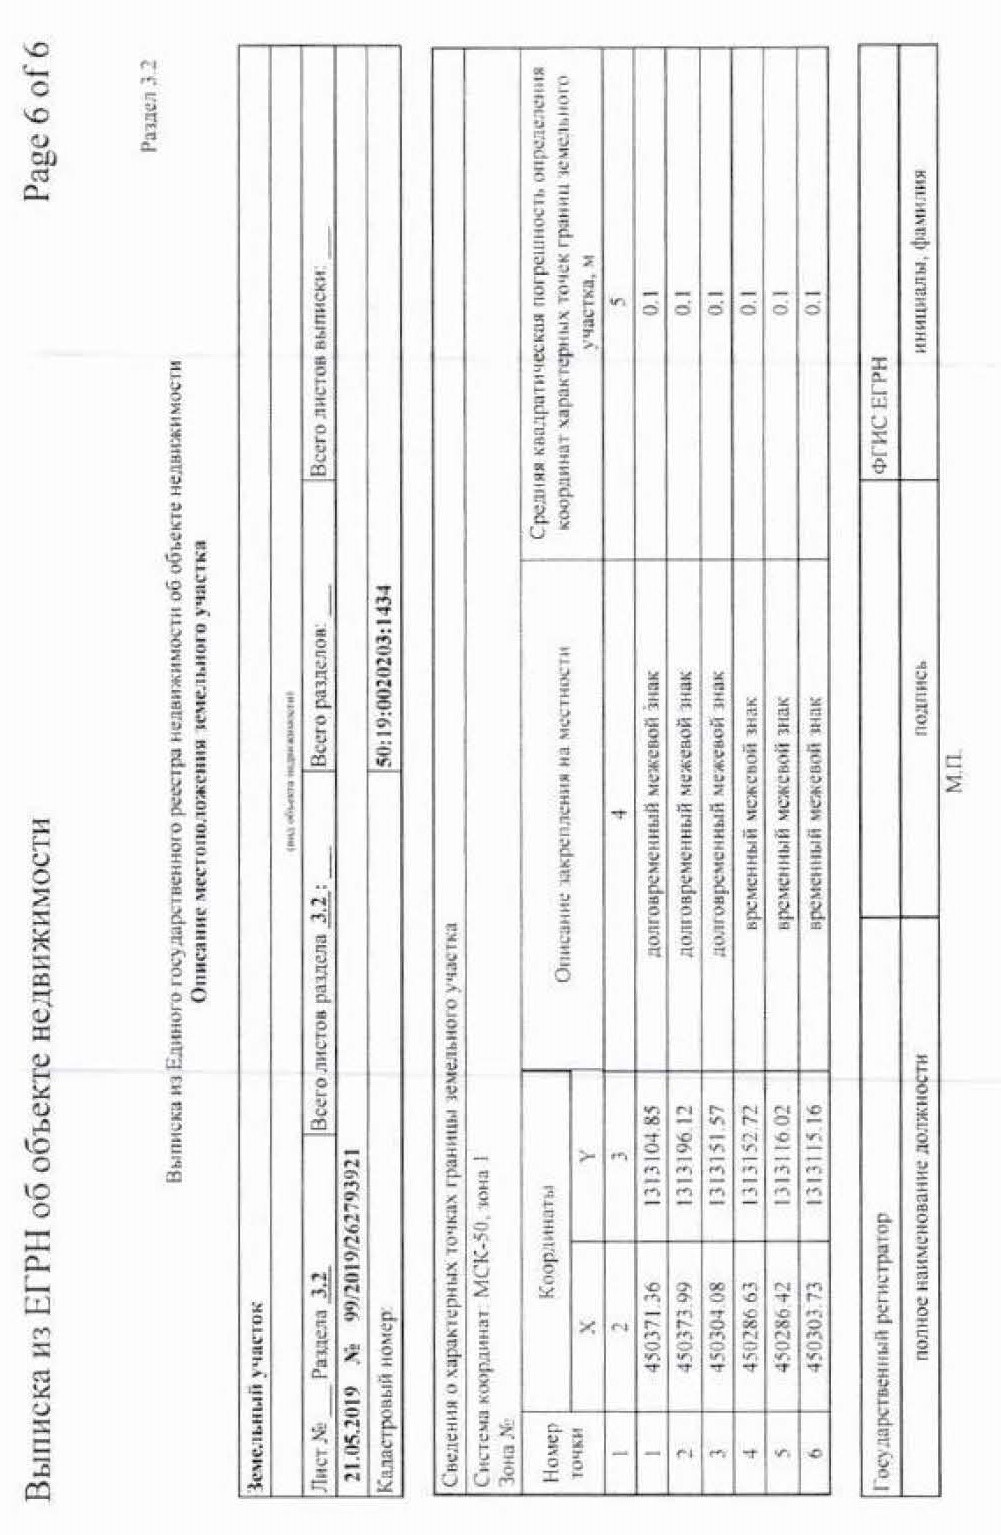 Выписка из ЕГРН об объекте недвижимости Page 6 of 6
Раздел 3.2
Выписка из Единого государственного реестра недвижимости об объекте недвижимости
Описание местоположения земельного участка
Земельный участок
(вид объекта недвижимости)
Лист № ___ Раздела 3.2 Всего листов раздела 3.2 : ___ Всего разделов: ___ Всего листов выписки: ___
21.05.2019 № 99/2019/262793921
Кадастровый номер: 50:19:0020203:1434
Сведения о характерных точках границы земельного участка
Система координат: МСК-50, зона 1
Зона №
Номер точки Координаты Описание закрепления на местности Средняя квадратическая погрешность определения
координат характерных точек границ земельного
участка, м
X Y
1 2 3 4 5
1 450371.36 1313104.85 долговременный межевой знак 0.1
2 450373.99 1313196.12 долговременный межевой знак 0.1
3 450304.08 1313151.57 долговременный межевой знак 0.1
4 450286.63 1313152.72 временный межевой знак 0.1
5 450286.42 1313116.02 временный межевой знак 0.1
6 450303.73 1313115.16 временный межевой знак 0.1
Государственный регистратор ФГИС ЕГРН
полное наименование должности подпись инициалы, фамилия
М.П.